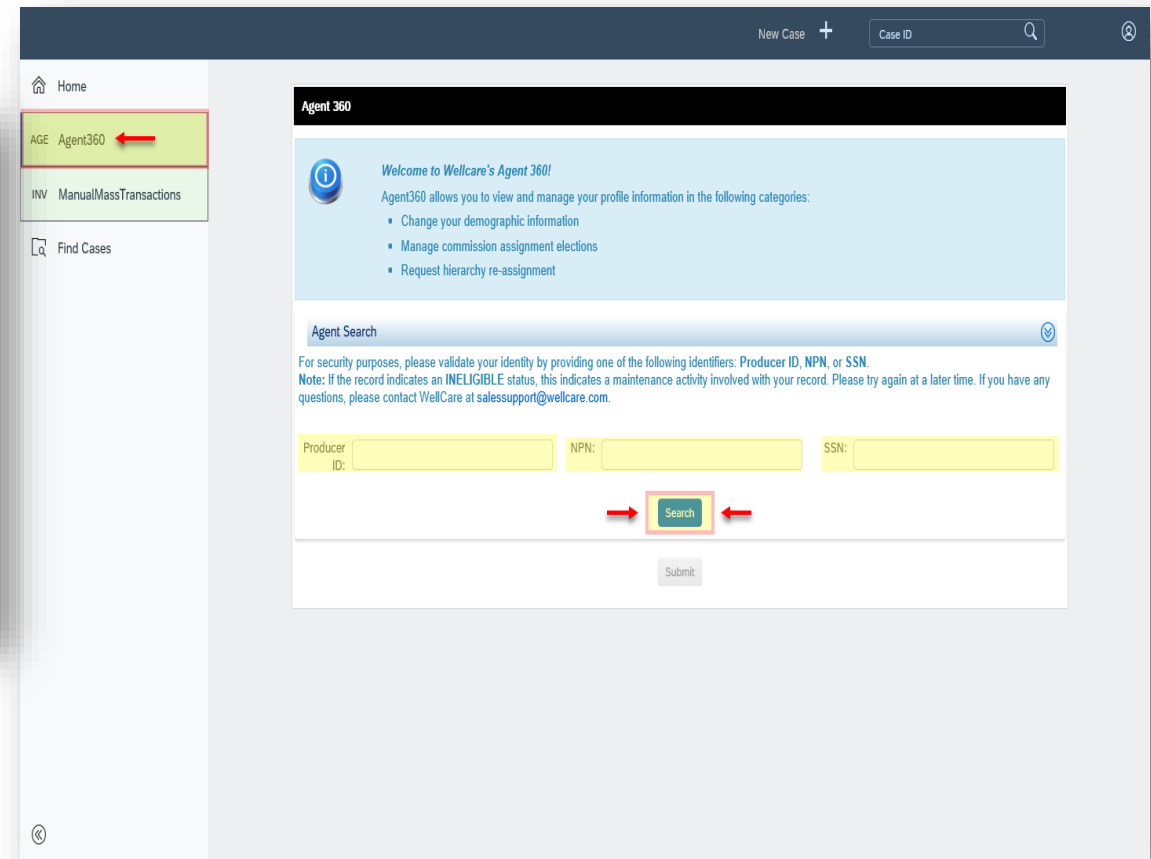 New Case
Case ID
Home
AGE Agent360
INV ManualMassTransactions
Find Cases
Agent 360
Welcome to Wellcare's Agent 360!
Agent360 allows you to view and manage your profile information in the following categories:
Change your demographic information
Manage commission assignment elections
Request hierarchy re-assignment
Agent Search
For security purposes, please validate your identity by providing one of the following identifiers: Producer ID, NPN, or SSN.
Note: If the record indicates an INELIGIBLE status, this indicates a maintenance activity involved with your record. Please try again at a later time. If you have any
questions, please contact WellCare at salessupport@wellcare.com.
Producer
ID:
NPN:
SSN:
Search
Submit